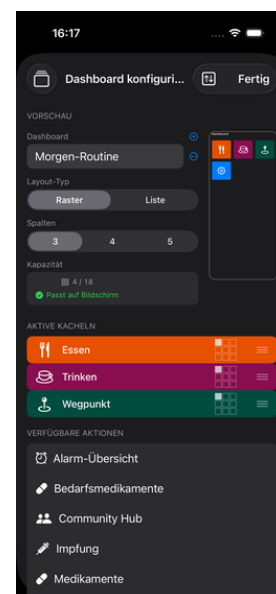 16:17
Dashboard konfiguri...
Fertig
VORSCHAU
Dashboard
Morgen-Routine
Layout-Typ
Raster
Liste
Spalten
3
4
5
Kapazität
4 / 18
Passt auf Bildschirm
AKTIVE KACHELN
Essen
Trinken
Wegpunkt
VERFÜGBARE AKTIONEN
Alarm-Übersicht
Bedarfsmedikamente
Community Hub
Impfung
Medikamente